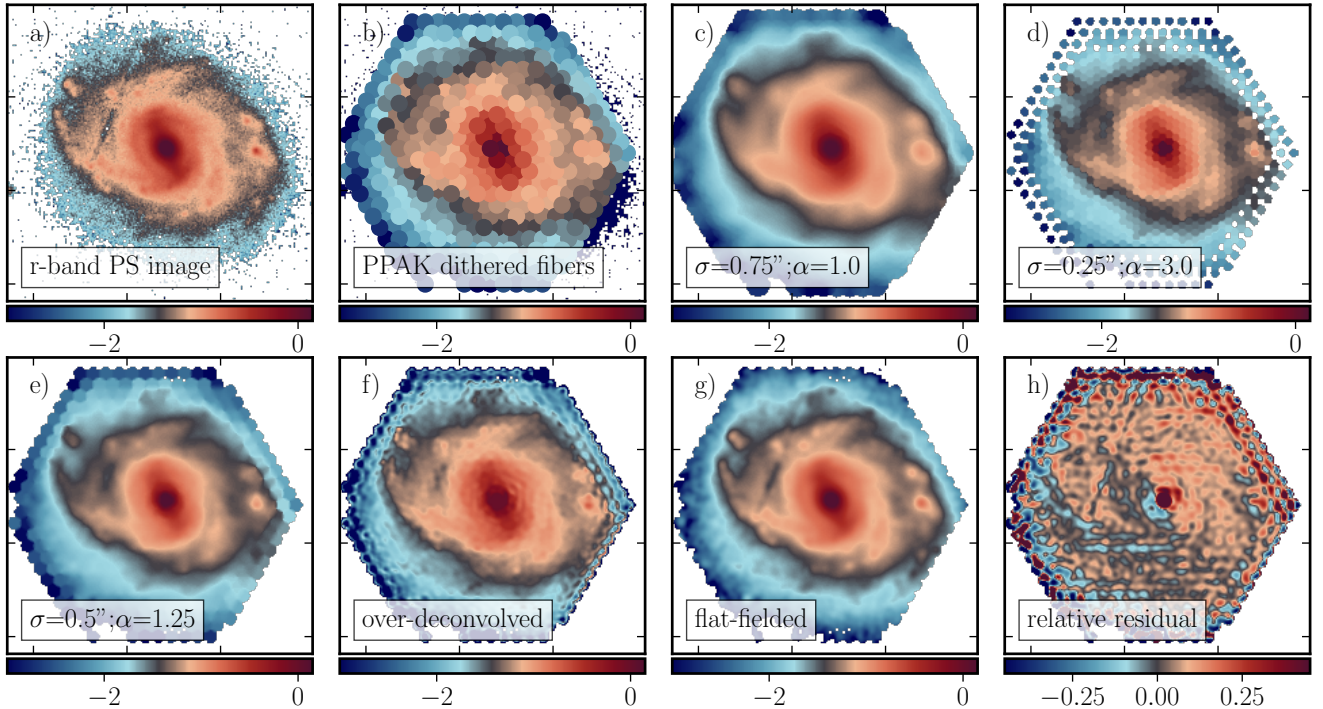 a)
r-band PS image
−2 0
b)
PPAK dithered fibers
−2 0
c)
σ=0.75”;α=1.0
−2 0
d)
σ=0.25”;α=3.0
−2 0
e)
σ=0.5”;α=1.25
−2 0
f)
over-deconvolved
−2 0
g)
flat-fielded
−2 0
h)
relative residual
−0.25 0.00 0.25